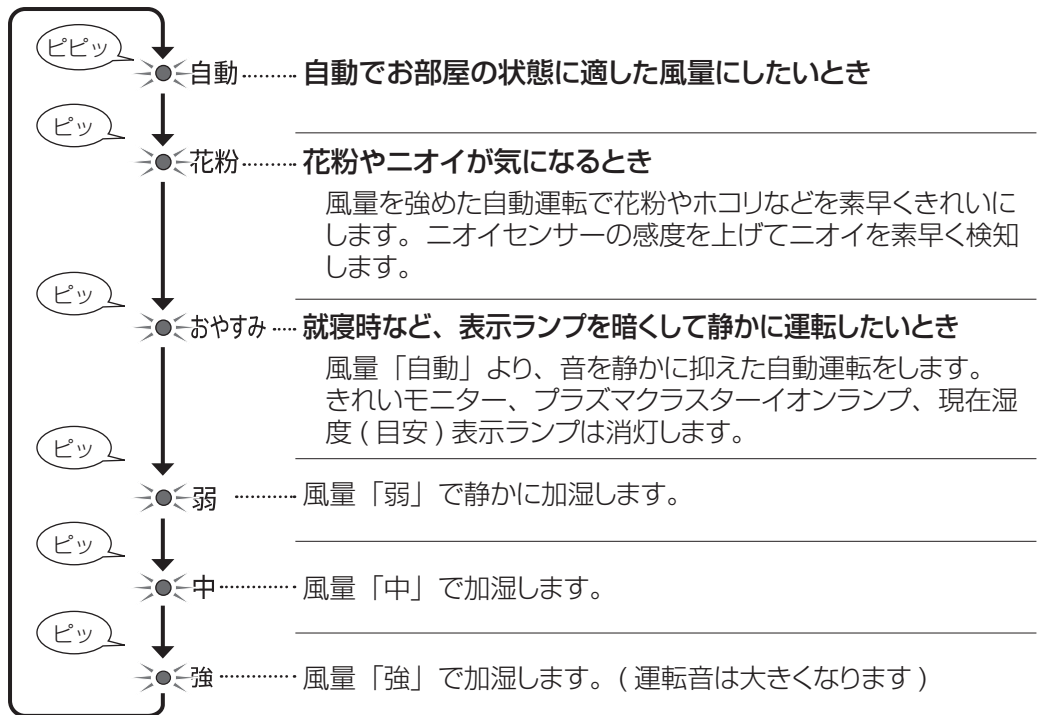 ピピッ
自動 ……… 自動でお部屋の状態に適した風量にしたいとき
ピッ
花粉 ……… 花粉やニオイが気になるとき
風量を強めた自動運転で花粉やホコリなどを素早くきれいに
します。ニオイセンサーの感度を上げてニオイを素早く検知
します。
ピッ
おやすみ …… 就寝時など、表示ランプを暗くして静かに運転したいとき
風量「自動」より、音を静かに抑えた自動運転をします。
きれいモニター、プラズマクラスターイオンランプ、現在湿
度 ( 目安 ) 表示ランプは消灯します。
ピッ
弱 ………… 風量「弱」で静かに加湿します。
ピッ
中 ………… 風量「中」で加湿します。
ピッ
強 ………… 風量「強」で加湿します。( 運転音は大きくなります )